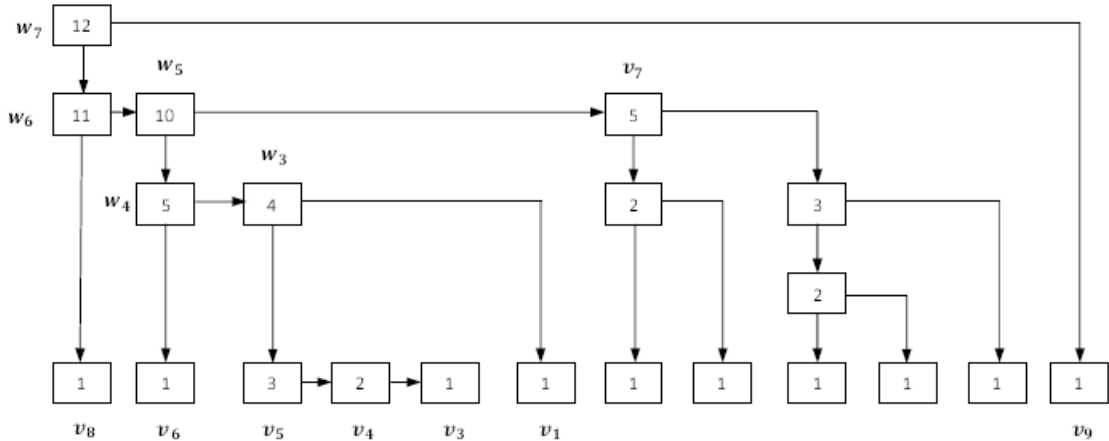 w₇ 12
w₅ v₇
w₆ 11 10 5
w₃
w₄ 5 4 2 3
2
1 1 3 2 1 1 1 1 1 1 1 1
v₈ v₆ v₅ v₄ v₃ v₁ v₉